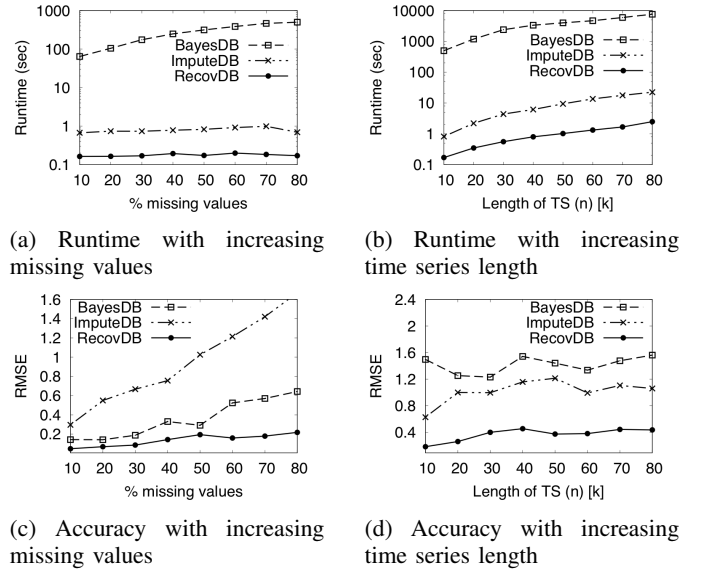 1000
100
10
1
0.1
Runtime (sec)
BayesDB
ImputeDB
RecovDB
10 20 30 40 50 60 70 80
% missing values
(a) Runtime with increasing
missing values
10000
1000
100
10
1
0.1
Runtime (sec)
BayesDB
ImputeDB
RecovDB
10 20 30 40 50 60 70 80
Length of TS (n) [k]
(b) Runtime with increasing
time series length
1.6
1.4
1.2
1
0.8
0.6
0.4
0.2
RMSE
BayesDB
ImputeDB
RecovDB
10 20 30 40 50 60 70 80
% missing values
(c) Accuracy with increasing
missing values
2.4
2
1.6
1.2
0.8
0.4
RMSE
BayesDB
ImputeDB
RecovDB
10 20 30 40 50 60 70 80
Length of TS (n) [k]
(d) Accuracy with increasing
time series length